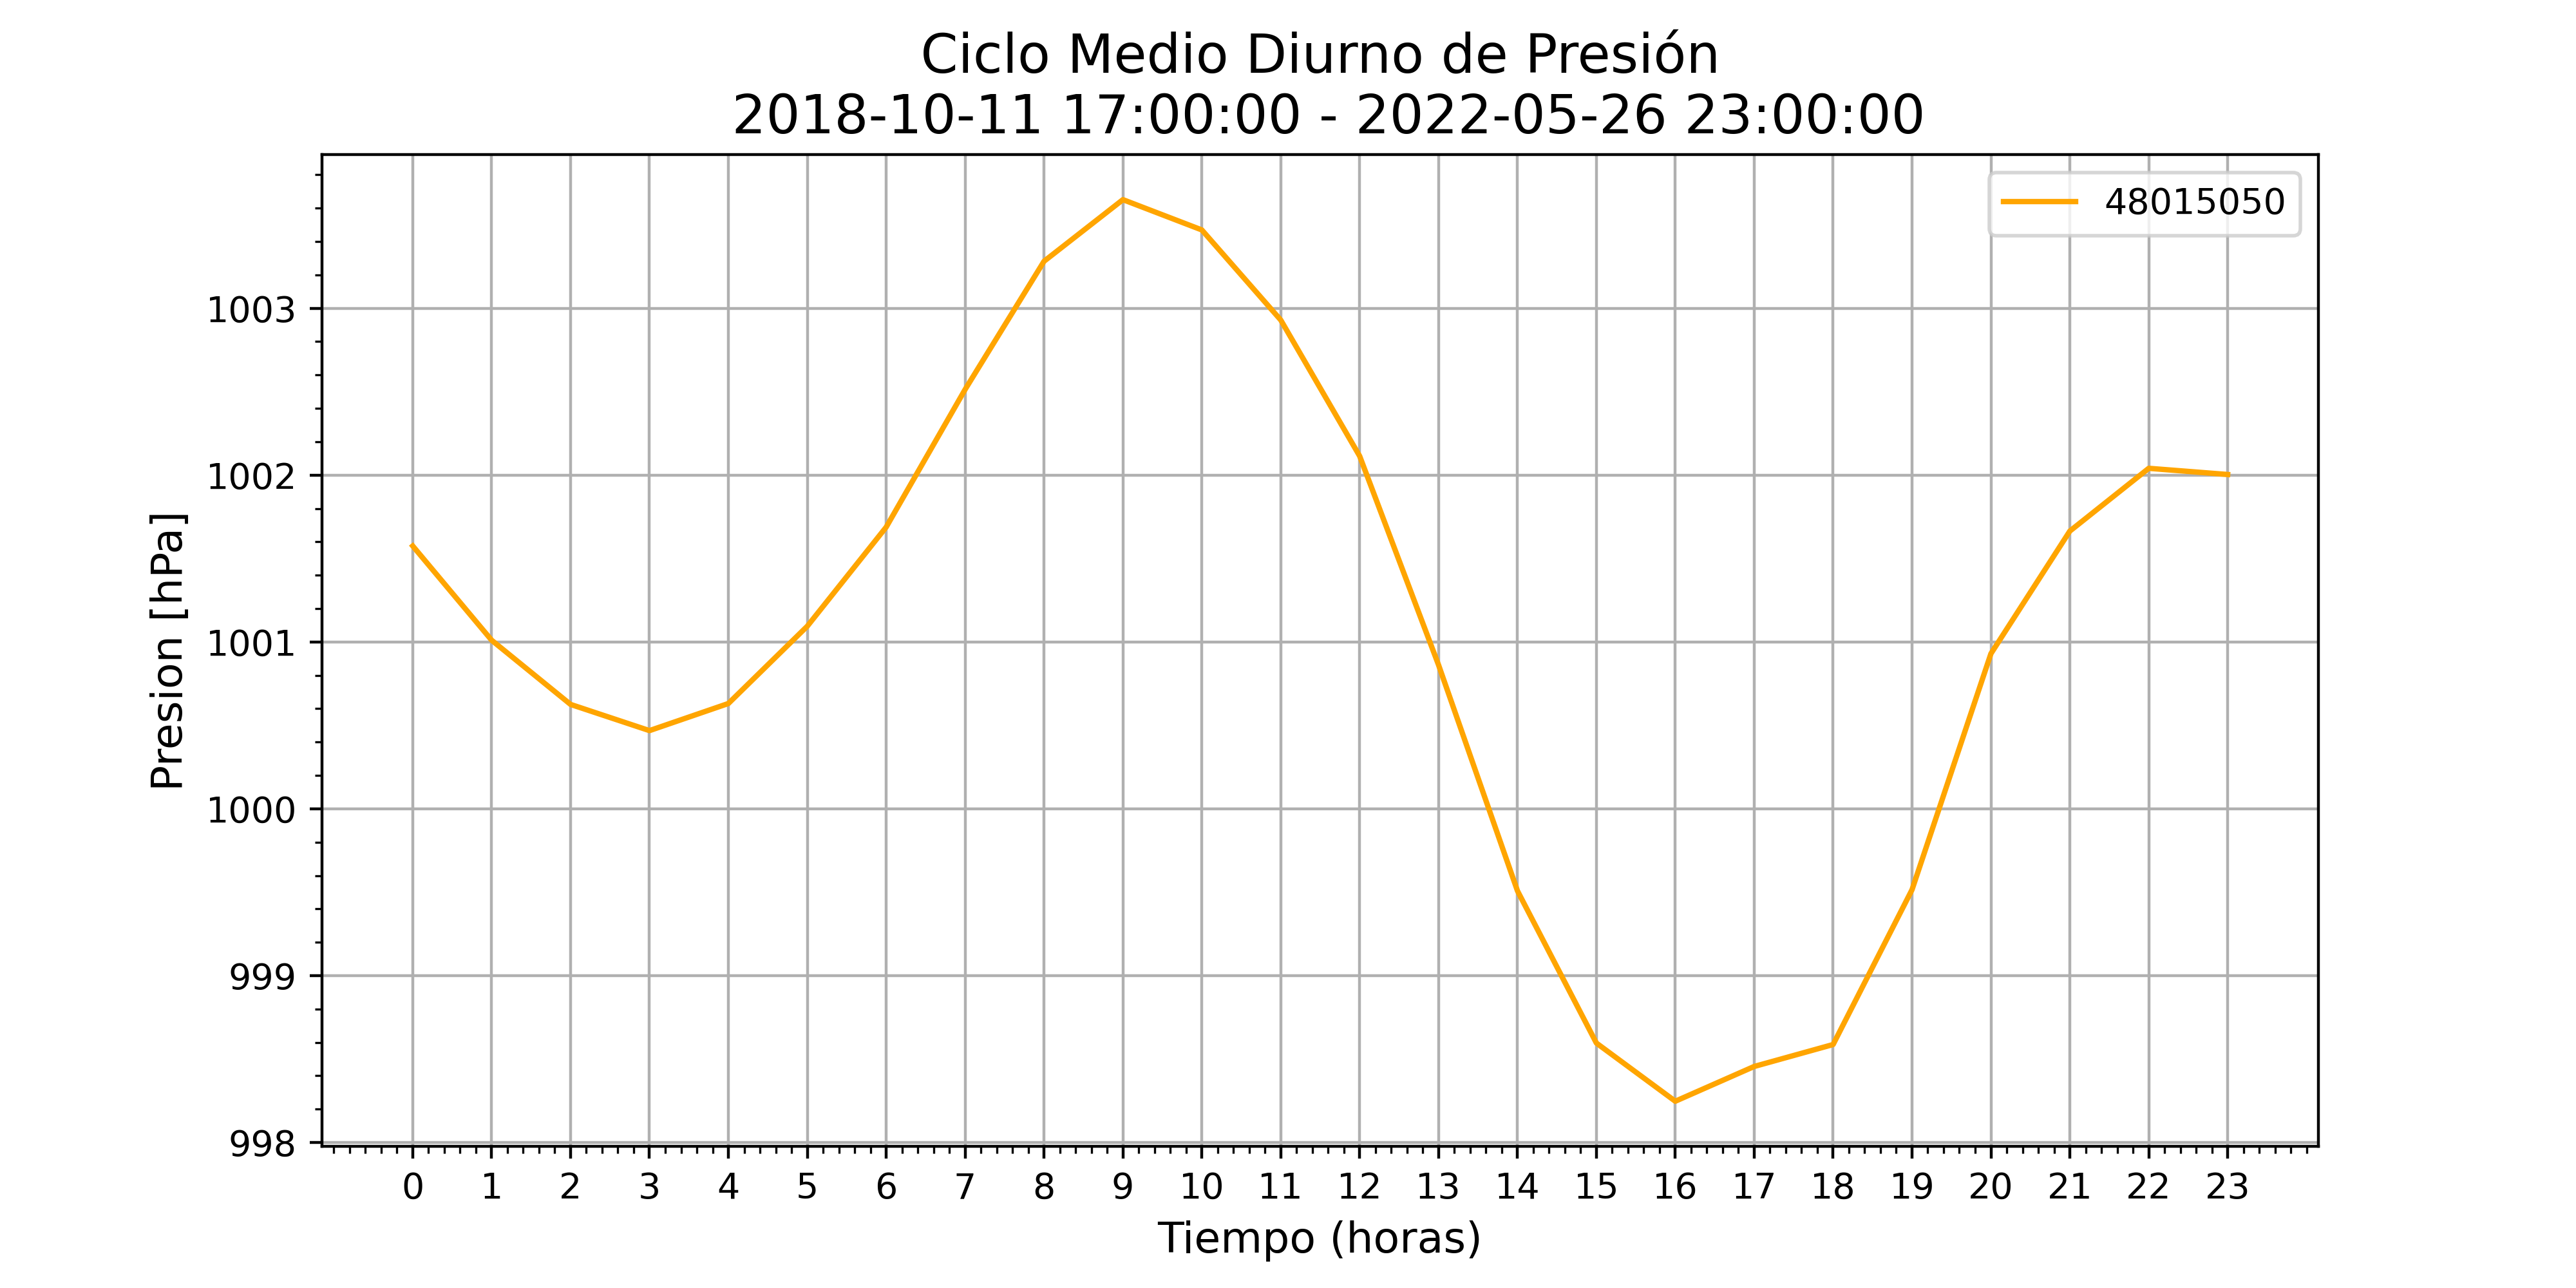 Ciclo Medio Diurno de Presión
2018-10-11 17:00:00 - 2022-05-26 23:00:00
48015050
Presion [hPa]
1003
1002
1001
1000
999
998
0 1 2 3 4 5 6 7 8 9 10 11 12 13 14 15 16 17 18 19 20 21 22 23
Tiempo (horas)